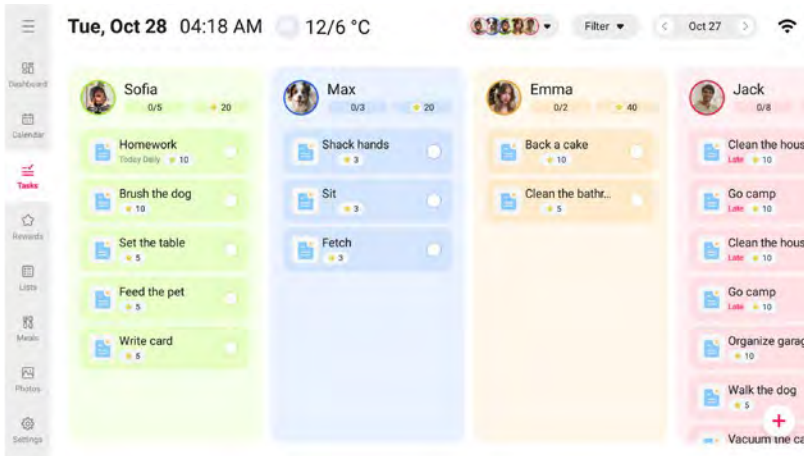 Tue, Oct 28 04:18 AM 12/6 °C
Filter
Oct 27
Dashboard
Calendar
Tasks
Rewards
Lists
Meals
Photos
Settings
Sofia
0/5 20
Homework
Today Daily 10
Brush the dog
10
Set the table
5
Feed the pet
5
Write card
5
Max
0/3 20
Shack hands
3
Sit
3
Fetch
3
Emma
0/2 40
Back a cake
10
Clean the bathr...
5
Jack
0/8
Clean the hous
Late 10
Go camp
Late 10
Clean the hous
Late 10
Go camp
Late 10
Organize garag
10
Walk the dog
5
+
Vacuum the ca